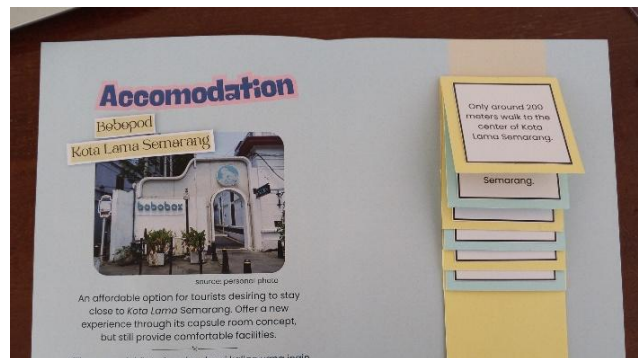 Accomodation
Bobopod
Kota Lama Semarang
bobobox
source: personal photo
An affordable option for tourists desiring to stay
close to Kota Lama Semarang. Offer a new
experience through its capsule room concept,
but still provide comfortable facilities.
Only around 200
meters walk to the
center of Kota
Lama Semarang.
Semarang.